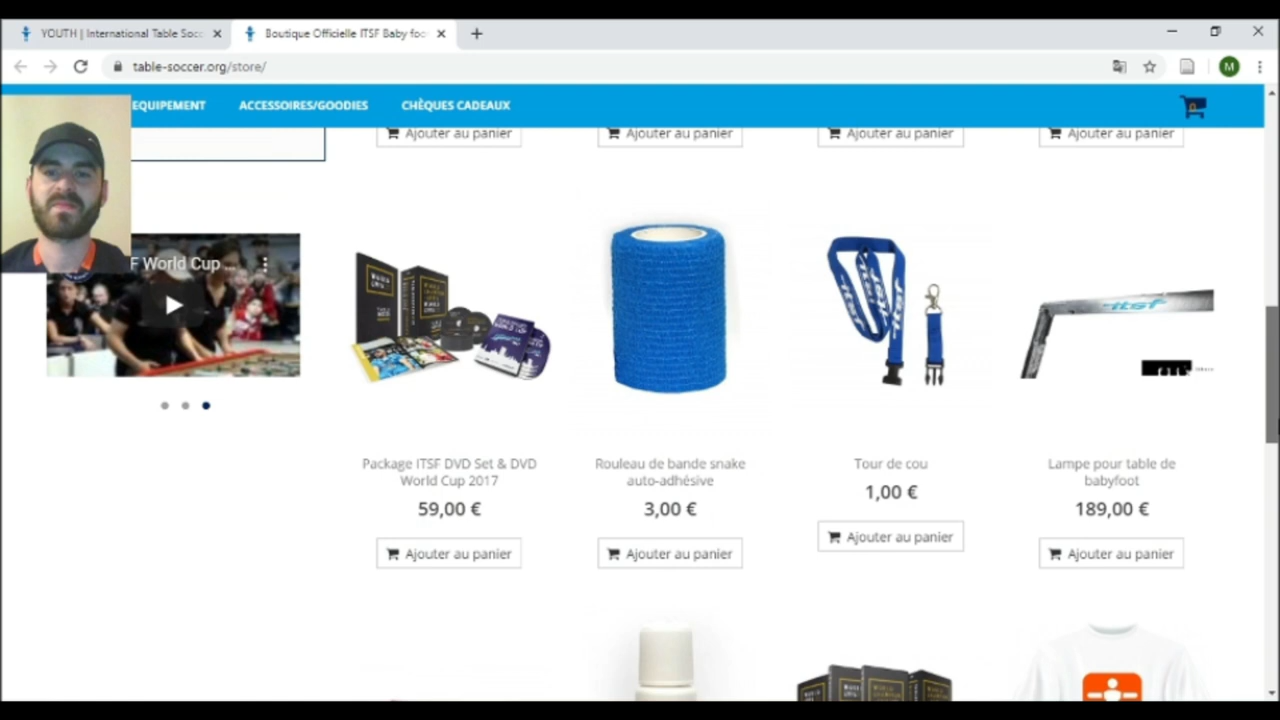 YOUTH | International Table Socc
Boutique Officielle ITSF Baby foo
table-soccer.org/store/
M
EQUIPEMENT
ACCESSOIRES/GOODIES
CHÈQUES CADEAUX
Ajouter au panier
Ajouter au panier
Ajouter au panier
Ajouter au panier
F World Cup ...
itsf
Package ITSF DVD Set & DVD
World Cup 2017
59,00 €
Ajouter au panier
Rouleau de bande snake
auto-adhésive
3,00 €
Ajouter au panier
Tour de cou
1,00 €
Ajouter au panier
Lampe pour table de
babyfoot
189,00 €
Ajouter au panier